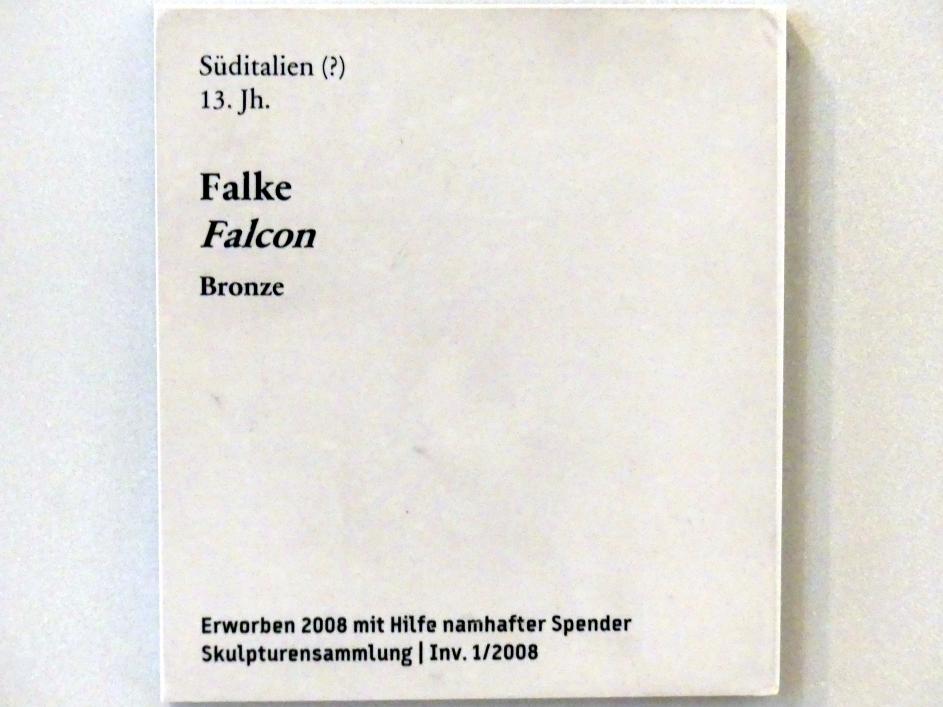 Süditalien (?)
13. Jh.
Falke
Falcon
Bronze
Erworben 2008 mit Hilfe namhafter Spender
Skulpturensammlung | Inv. 1/2008